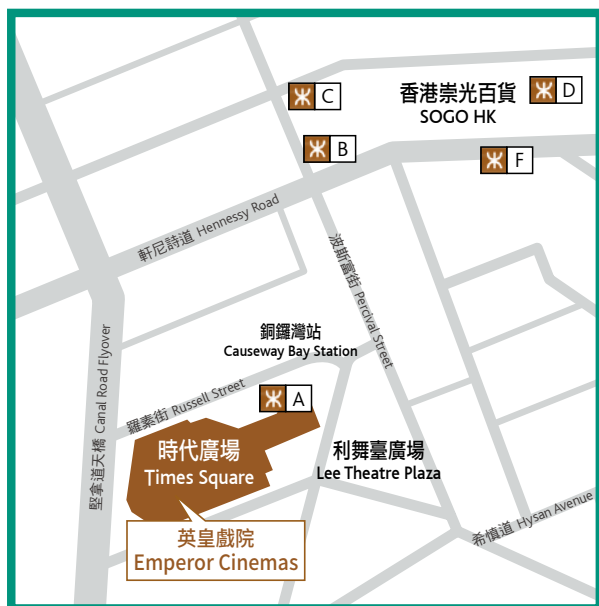 C
香港崇光百貨
SOGO HK
D
B
F
軒尼詩道 Hennessy Road
波斯富街 Percival Street
銅鑼灣站
Causeway Bay Station
堅拿道天橋 Canal Road Flyover
羅素街 Russell Street
A
時代廣場
Times Square
利舞臺廣場
Lee Theatre Plaza
希慎道 Hysan Avenue
英皇戲院
Emperor Cinemas